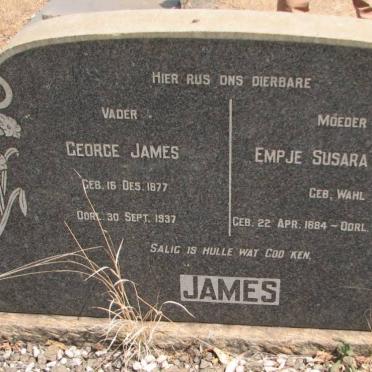 HIER RUS ONS DIERBARE
VADER
GEORGE JAMES
GEB. 16 DES. 1877
OORL. 30 SEPT. 1937
MOEDER
EMPJE SUSARA
GEB. WAHL
GEB. 22 APR. 1884 – OORL.
SALIG IS HULLE WAT GOD KEN.
JAMES